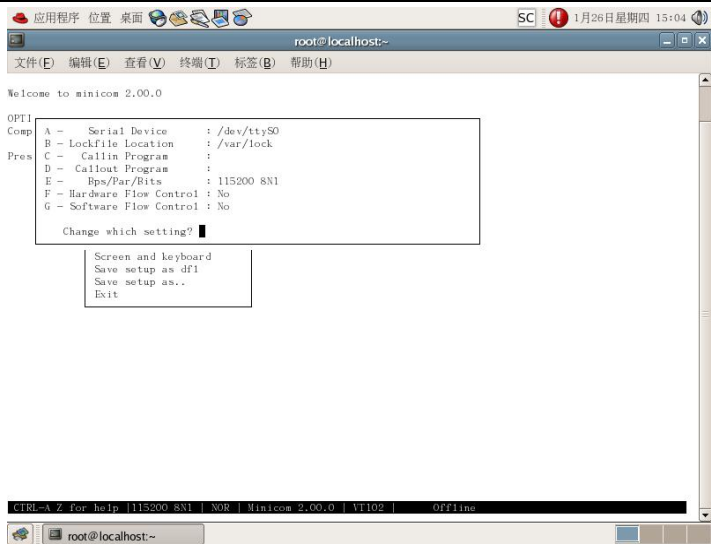 应用程序 位置 桌面 SC 1月26日星期四 15:04
root@localhost:~
文件(F) 编辑(E) 查看(V) 终端(T) 标签(B) 帮助(H)
Welcome to minicom 2.00.0
OPTI
Comp A - Serial Device : /dev/ttyS0
B - Lockfile Location : /var/lock
Pres C - Callin Program :
D - Callout Program :
E - Bps/Par/Bits : 115200 8N1
F - Hardware Flow Control : No
G - Software Flow Control : No
Change which setting?
Screen and keyboard
Save setup as dfl
Save setup as..
Exit
CTRL-A Z for help |115200 8N1 | NOR | Minicom 2.00.0 | VT102 | Offline
root@localhost:~